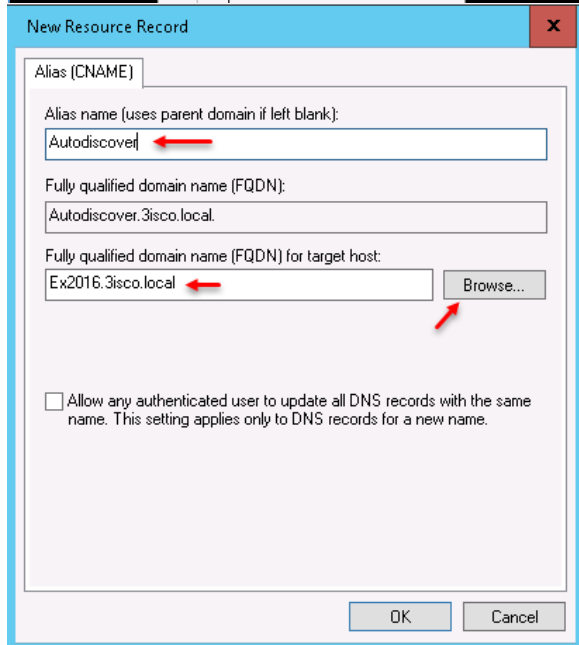 New Resource Record
x
Alias (CNAME)
Alias name (uses parent domain if left blank):
Autodiscover
Fully qualified domain name (FQDN):
Autodiscover.3isco.local.
Fully qualified domain name (FQDN) for target host:
Ex2016.3isco.local
Browse...
Allow any authenticated user to update all DNS records with the same
name. This setting applies only to DNS records for a new name.
OK
Cancel